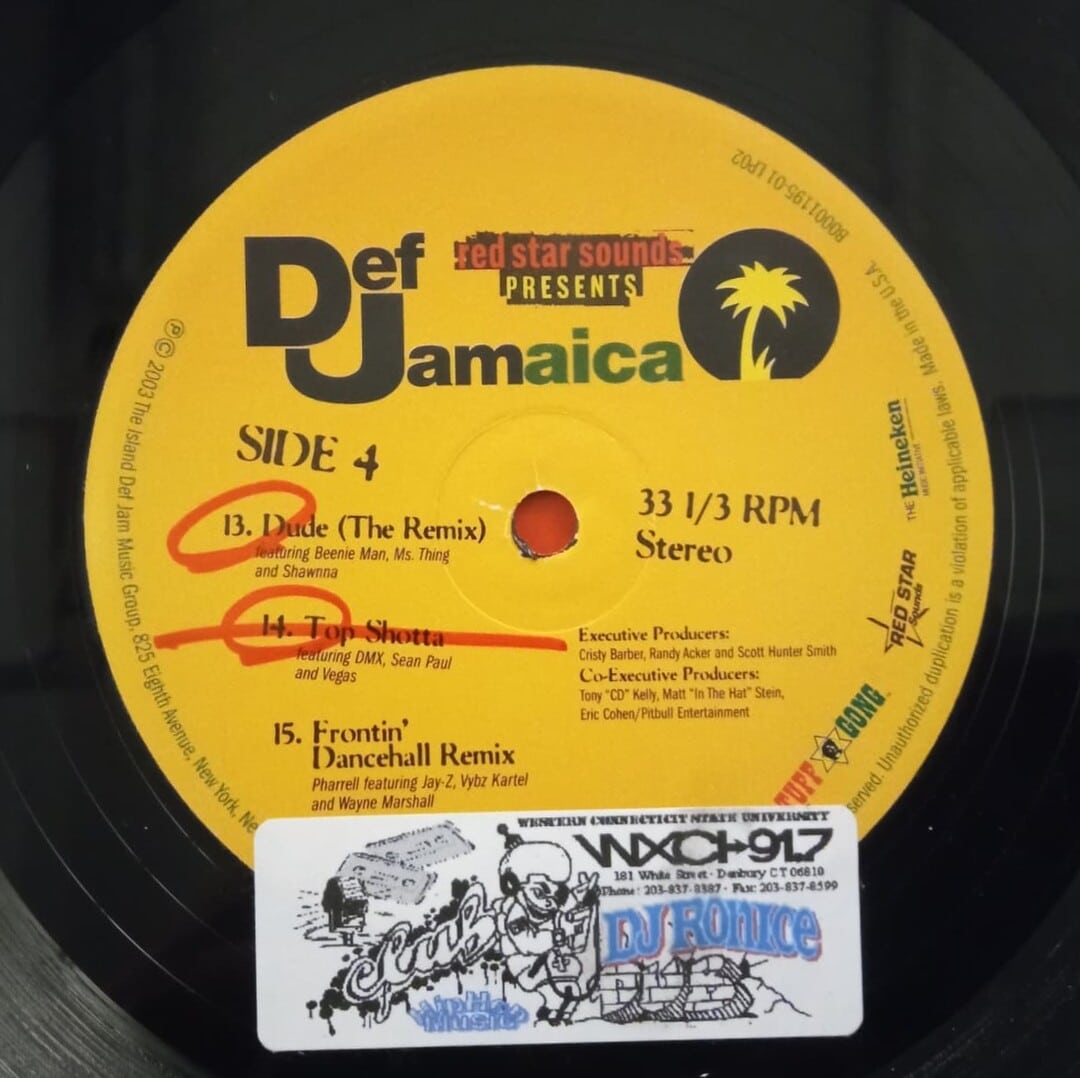 B0001195-01 LP02
Def
Jamaica
red star sounds
PRESENTS
SIDE 4
33 1/3 RPM
Stereo
13. Dude (The Remix)
featuring Beenie Man, Ms. Thing
and Shawnna
14. Top Shotta
featuring DMX, Sean Paul
and Vegas
15. Frontin'
Dancehall Remix
Pharrell featuring Jay-Z, Vybz Kartel
and Wayne Marshall
Executive Producers:
Cristy Barber, Randy Acker and Scott Hunter Smith
Co-Executive Producers:
Tony "CD" Kelly, Matt "In The Hat" Stein,
Eric Cohen/Pitbull Entertainment
THE Heineken
MUSIC INITIATIVE
RED STAR
Sounds
TUFF GONG
℗© 2003 The Island Def Jam Music Group, 825 Eighth Avenue, New York, Ne
served. Unauthorized duplication is a violation of applicable laws. Made in the U.S.A.
WESTERN CONNECTICUT STATE UNIVERSITY
WXCI-91.7
181 White Street · Danbury CT 06810
Phone: 203-837-8387 · Fax: 203-837-8599
Club
DJ RONICE
Music